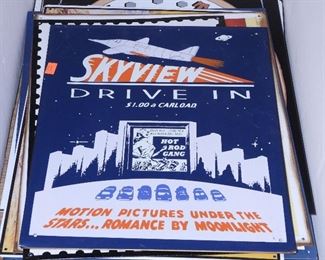 SKYVIEW
DRIVE IN
$1.00 a CARLOAD
HOT
ROD
GANG
MOTION PICTURES UNDER THE
STARS... ROMANCE BY MOONLIGHT